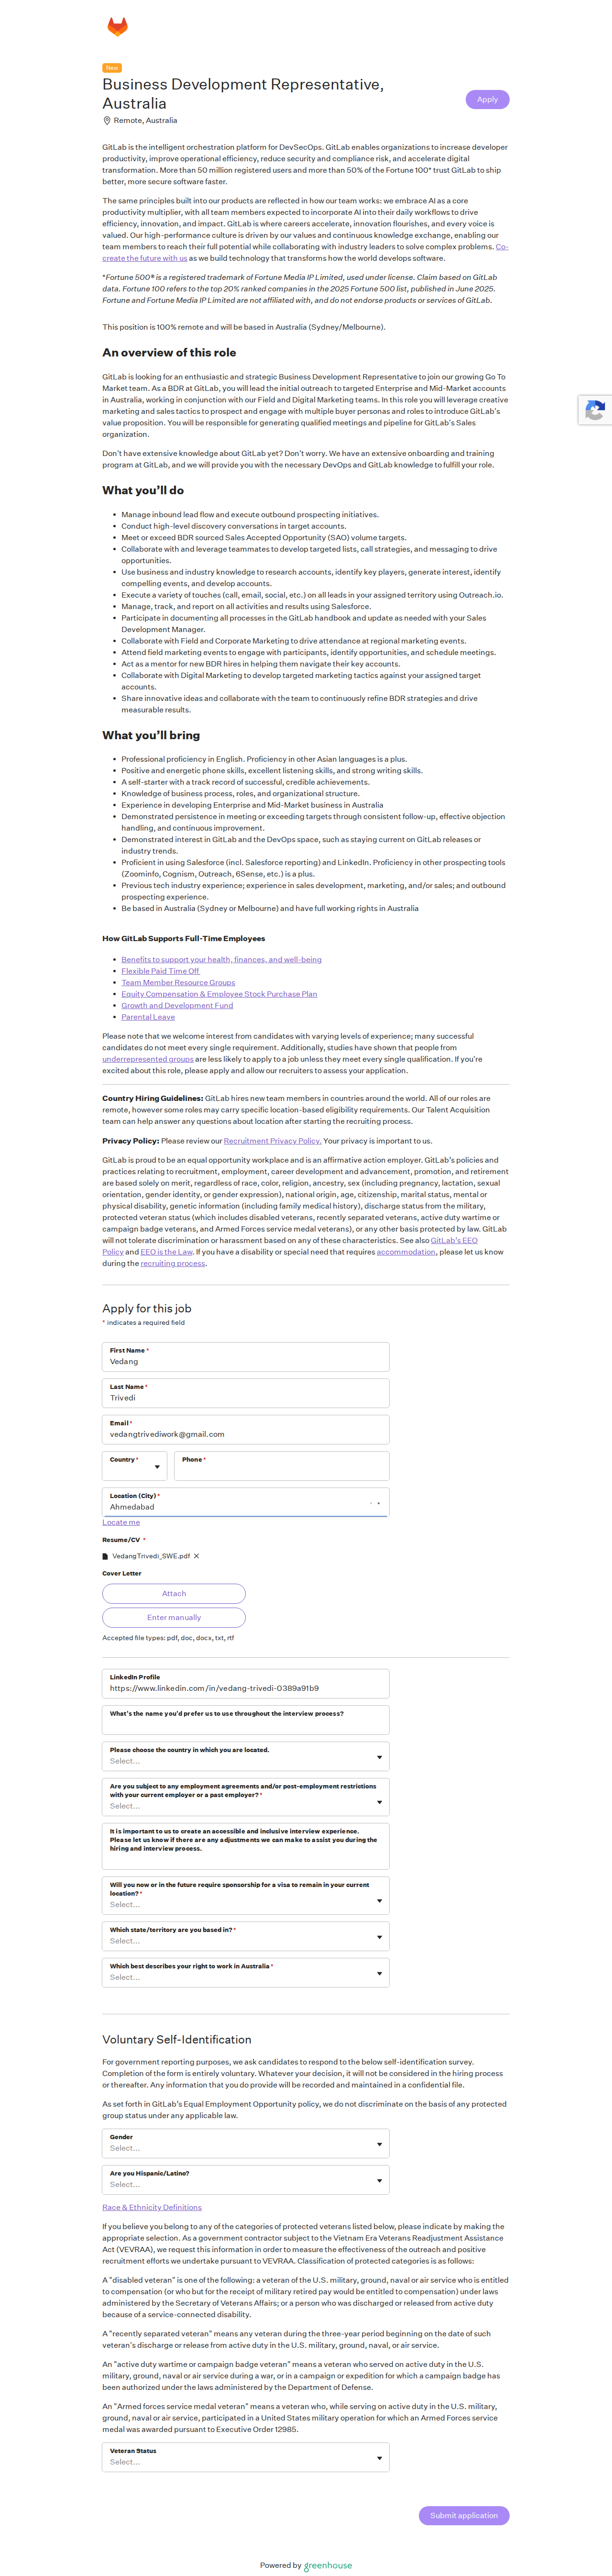 New
Business Development Representative,
Australia
Apply
Remote, Australia
GitLab is the intelligent orchestration platform for DevSecOps. GitLab enables organizations to increase developer
productivity, improve operational efficiency, reduce security and compliance risk, and accelerate digital
transformation. More than 50 million registered users and more than 50% of the Fortune 100* trust GitLab to ship
better, more secure software faster.
The same principles built into our products are reflected in how our team works: we embrace AI as a core
productivity multiplier, with all team members expected to incorporate AI into their daily workflows to drive
efficiency, innovation, and impact. GitLab is where careers accelerate, innovation flourishes, and every voice is
valued. Our high-performance culture is driven by our values and continuous knowledge exchange, enabling our
team members to reach their full potential while collaborating with industry leaders to solve complex problems. Co-
create the future with us as we build technology that transforms how the world develops software.
*Fortune 500® is a registered trademark of Fortune Media IP Limited, used under license. Claim based on GitLab
data. Fortune 100 refers to the top 20% ranked companies in the 2025 Fortune 500 list, published in June 2025.
Fortune and Fortune Media IP Limited are not affiliated with, and do not endorse products or services of GitLab.
This position is 100% remote and will be based in Australia (Sydney/Melbourne).
An overview of this role
GitLab is looking for an enthusiastic and strategic Business Development Representative to join our growing Go To
Market team. As a BDR at GitLab, you will lead the initial outreach to targeted Enterprise and Mid-Market accounts
in Australia, working in conjunction with our Field and Digital Marketing teams. In this role you will leverage creative
marketing and sales tactics to prospect and engage with multiple buyer personas and roles to introduce GitLab's
value proposition. You will be responsible for generating qualified meetings and pipeline for GitLab's Sales
organization.
Don't have extensive knowledge about GitLab yet? Don't worry. We have an extensive onboarding and training
program at GitLab, and we will provide you with the necessary DevOps and GitLab knowledge to fulfill your role.
What you'll do
• Manage inbound lead flow and execute outbound prospecting initiatives.
• Conduct high-level discovery conversations in target accounts.
• Meet or exceed BDR sourced Sales Accepted Opportunity (SAO) volume targets.
• Collaborate with and leverage teammates to develop targeted lists, call strategies, and messaging to drive
opportunities.
• Use business and industry knowledge to research accounts, identify key players, generate interest, identify
compelling events, and develop accounts.
• Execute a variety of touches (call, email, social, etc.) on all leads in your assigned territory using Outreach.io.
• Manage, track, and report on all activities and results using Salesforce.
• Participate in documenting all processes in the GitLab handbook and update as needed with your Sales
Development Manager.
• Collaborate with Field and Corporate Marketing to drive attendance at regional marketing events.
• Attend field marketing events to engage with participants, identify opportunities, and schedule meetings.
• Act as a mentor for new BDR hires in helping them navigate their key accounts.
• Collaborate with Digital Marketing to develop targeted marketing tactics against your assigned target
accounts.
• Share innovative ideas and collaborate with the team to continuously refine BDR strategies and drive
measurable results.
What you'll bring
• Professional proficiency in English. Proficiency in other Asian languages is a plus.
• Positive and energetic phone skills, excellent listening skills, and strong writing skills.
• A self-starter with a track record of successful, credible achievements.
• Knowledge of business process, roles, and organizational structure.
• Experience in developing Enterprise and Mid-Market business in Australia
• Demonstrated persistence in meeting or exceeding targets through consistent follow-up, effective objection
handling, and continuous improvement.
• Demonstrated interest in GitLab and the DevOps space, such as staying current on GitLab releases or
industry trends.
• Proficient in using Salesforce (incl. Salesforce reporting) and LinkedIn. Proficiency in other prospecting tools
(Zoominfo, Cognism, Outreach, 6Sense, etc.) is a plus.
• Previous tech industry experience; experience in sales development, marketing, and/or sales; and outbound
prospecting experience.
• Be based in Australia (Sydney or Melbourne) and have full working rights in Australia
How GitLab Supports Full-Time Employees
• Benefits to support your health, finances, and well-being
• Flexible Paid Time Off
• Team Member Resource Groups
• Equity Compensation & Employee Stock Purchase Plan
• Growth and Development Fund
• Parental Leave
Please note that we welcome interest from candidates with varying levels of experience; many successful
candidates do not meet every single requirement. Additionally, studies have shown that people from
underrepresented groups are less likely to apply to a job unless they meet every single qualification. If you're
excited about this role, please apply and allow our recruiters to assess your application.
Country Hiring Guidelines: GitLab hires new team members in countries around the world. All of our roles are
remote, however some roles may carry specific location-based eligibility requirements. Our Talent Acquisition
team can help answer any questions about location after starting the recruiting process.
Privacy Policy: Please review our Recruitment Privacy Policy. Your privacy is important to us.
GitLab is proud to be an equal opportunity workplace and is an affirmative action employer. GitLab's policies and
practices relating to recruitment, employment, career development and advancement, promotion, and retirement
are based solely on merit, regardless of race, color, religion, ancestry, sex (including pregnancy, lactation, sexual
orientation, gender identity, or gender expression), national origin, age, citizenship, marital status, mental or
physical disability, genetic information (including family medical history), discharge status from the military,
protected veteran status (which includes disabled veterans, recently separated veterans, active duty wartime or
campaign badge veterans, and Armed Forces service medal veterans), or any other basis protected by law. GitLab
will not tolerate discrimination or harassment based on any of these characteristics. See also GitLab's EEO
Policy and EEO is the Law. If you have a disability or special need that requires accommodation, please let us know
during the recruiting process.
Apply for this job
* indicates a required field
First Name *
Vedang
Last Name *
Trivedi
Email *
vedangtrivediwork@gmail.com
Country * Phone *
Location (City) *
Ahmedabad
Locate me
Resume/CV *
VedangTrivedi_SWE.pdf
Cover Letter
Attach
Enter manually
Accepted file types: pdf, doc, docx, txt, rtf
LinkedIn Profile
https://www.linkedin.com/in/vedang-trivedi-0389a91b9
What's the name you'd prefer us to use throughout the interview process?
Please choose the country in which you are located.
Select...
Are you subject to any employment agreements and/or post-employment restrictions
with your current employer or a past employer? *
Select...
It is important to us to create an accessible and inclusive interview experience.
Please let us know if there are any adjustments we can make to assist you during the
hiring and interview process.
Will you now or in the future require sponsorship for a visa to remain in your current
location? *
Select...
Which state/territory are you based in? *
Select...
Which best describes your right to work in Australia *
Select...
Voluntary Self-Identification
For government reporting purposes, we ask candidates to respond to the below self-identification survey.
Completion of the form is entirely voluntary. Whatever your decision, it will not be considered in the hiring process
or thereafter. Any information that you do provide will be recorded and maintained in a confidential file.
As set forth in GitLab's Equal Employment Opportunity policy, we do not discriminate on the basis of any protected
group status under any applicable law.
Gender
Select...
Are you Hispanic/Latino?
Select...
Race & Ethnicity Definitions
If you believe you belong to any of the categories of protected veterans listed below, please indicate by making the
appropriate selection. As a government contractor subject to the Vietnam Era Veterans Readjustment Assistance
Act (VEVRAA), we request this information in order to measure the effectiveness of the outreach and positive
recruitment efforts we undertake pursuant to VEVRAA. Classification of protected categories is as follows:
A "disabled veteran" is one of the following: a veteran of the U.S. military, ground, naval or air service who is entitled
to compensation (or who but for the receipt of military retired pay would be entitled to compensation) under laws
administered by the Secretary of Veterans Affairs; or a person who was discharged or released from active duty
because of a service-connected disability.
A "recently separated veteran" means any veteran during the three-year period beginning on the date of such
veteran's discharge or release from active duty in the U.S. military, ground, naval, or air service.
An "active duty wartime or campaign badge veteran" means a veteran who served on active duty in the U.S.
military, ground, naval or air service during a war, or in a campaign or expedition for which a campaign badge has
been authorized under the laws administered by the Department of Defense.
An "Armed forces service medal veteran" means a veteran who, while serving on active duty in the U.S. military,
ground, naval or air service, participated in a United States military operation for which an Armed Forces service
medal was awarded pursuant to Executive Order 12985.
Veteran Status
Select...
Submit application
Powered by greenhouse